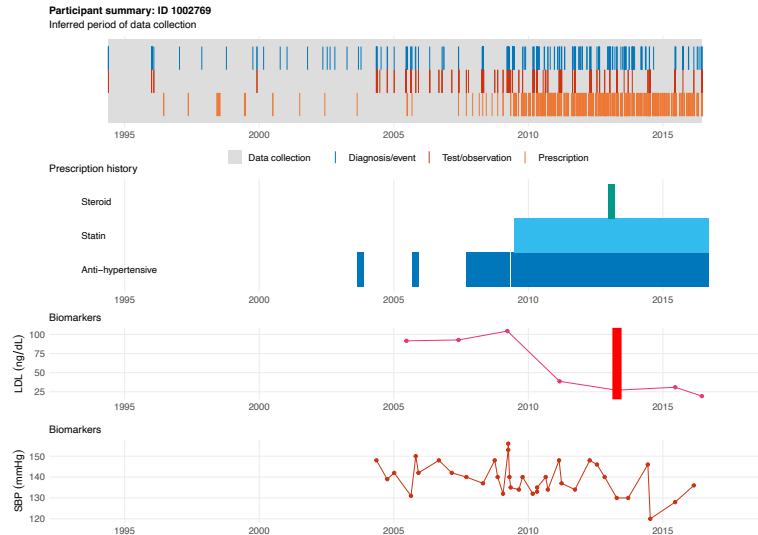 Participant summary: ID 1002769
Inferred period of data collection
1995 2000 2005 2010 2015
Data collection Diagnosis/event Test/observation Prescription
Prescription history
Steroid
Statin
Anti−hypertensive
1995 2000 2005 2010 2015
Biomarkers
LDL (ng/dL)
100
75
50
25
1995 2000 2005 2010 2015
Biomarkers
SBP (mmHg)
150
140
130
120
1995 2000 2005 2010 2015